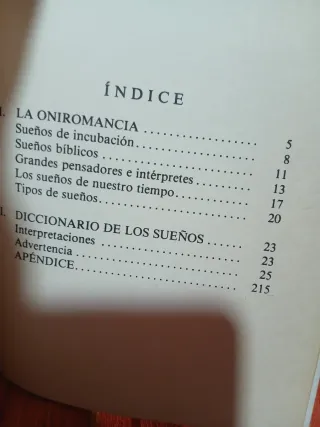 ÍNDICE
I. LA ONIROMANCIA . . . . . . . . . . . . . . . . 5
Sueños de incubación. . . . . . . . . . . . . . . 8
Sueños bíblicos . . . . . . . . . . . . . . . . . . . 11
Grandes pensadores e intérpretes . . . . . 13
Los sueños de nuestro tiempo. . . . . . . . . 17
Tipos de sueños. . . . . . . . . . . . . . . . . . . 20
I. DICCIONARIO DE LOS SUEÑOS . . . . . 23
Interpretaciones . . . . . . . . . . . . . . . . . . 23
Advertencia . . . . . . . . . . . . . . . . . . . . . 25
APÉNDICE. . . . . . . . . . . . . . . . . . . . . . 215